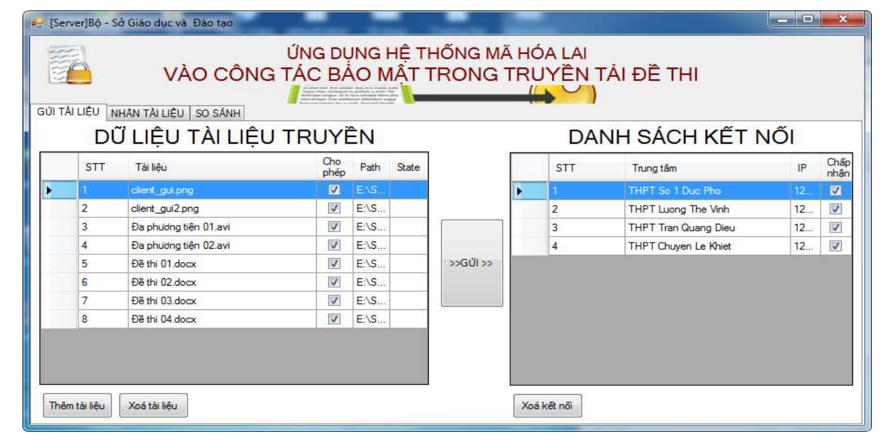 [Server]Bộ - Sở Giáo dục và Đào tạo
ỨNG DỤNG HỆ THỐNG MÃ HÓA LAI
VÀO CÔNG TÁC BẢO MẬT TRONG TRUYỀN TẢI ĐỀ THI
GỬI TÀI LIỆU NHẬN TÀI LIỆU SO SÁNH
DỮ LIỆU TÀI LIỆU TRUYỀN
STT Tài liệu Cho phép Path State
1 client_gui.png E:\S...
2 client_gui2.png E:\S...
3 Đa phương tiện 01.avi E:\S...
4 Đa phương tiện 02.avi E:\S...
5 Đề thi 01.docx E:\S...
6 Đề thi 02.docx E:\S...
7 Đề thi 03.docx E:\S...
8 Đề thi 04.docx E:\S...
Thêm tài liệu Xoá tài liệu
>>GỬI >>
DANH SÁCH KẾT NỐI
STT Trung tâm IP Chấp nhận
1 THPT So 1 Duc Pho 12...
2 THPT Luong The Vinh 12...
3 THPT Tran Quang Dieu 12...
4 THPT Chuyen Le Khiet 12...
Xoá kết nối